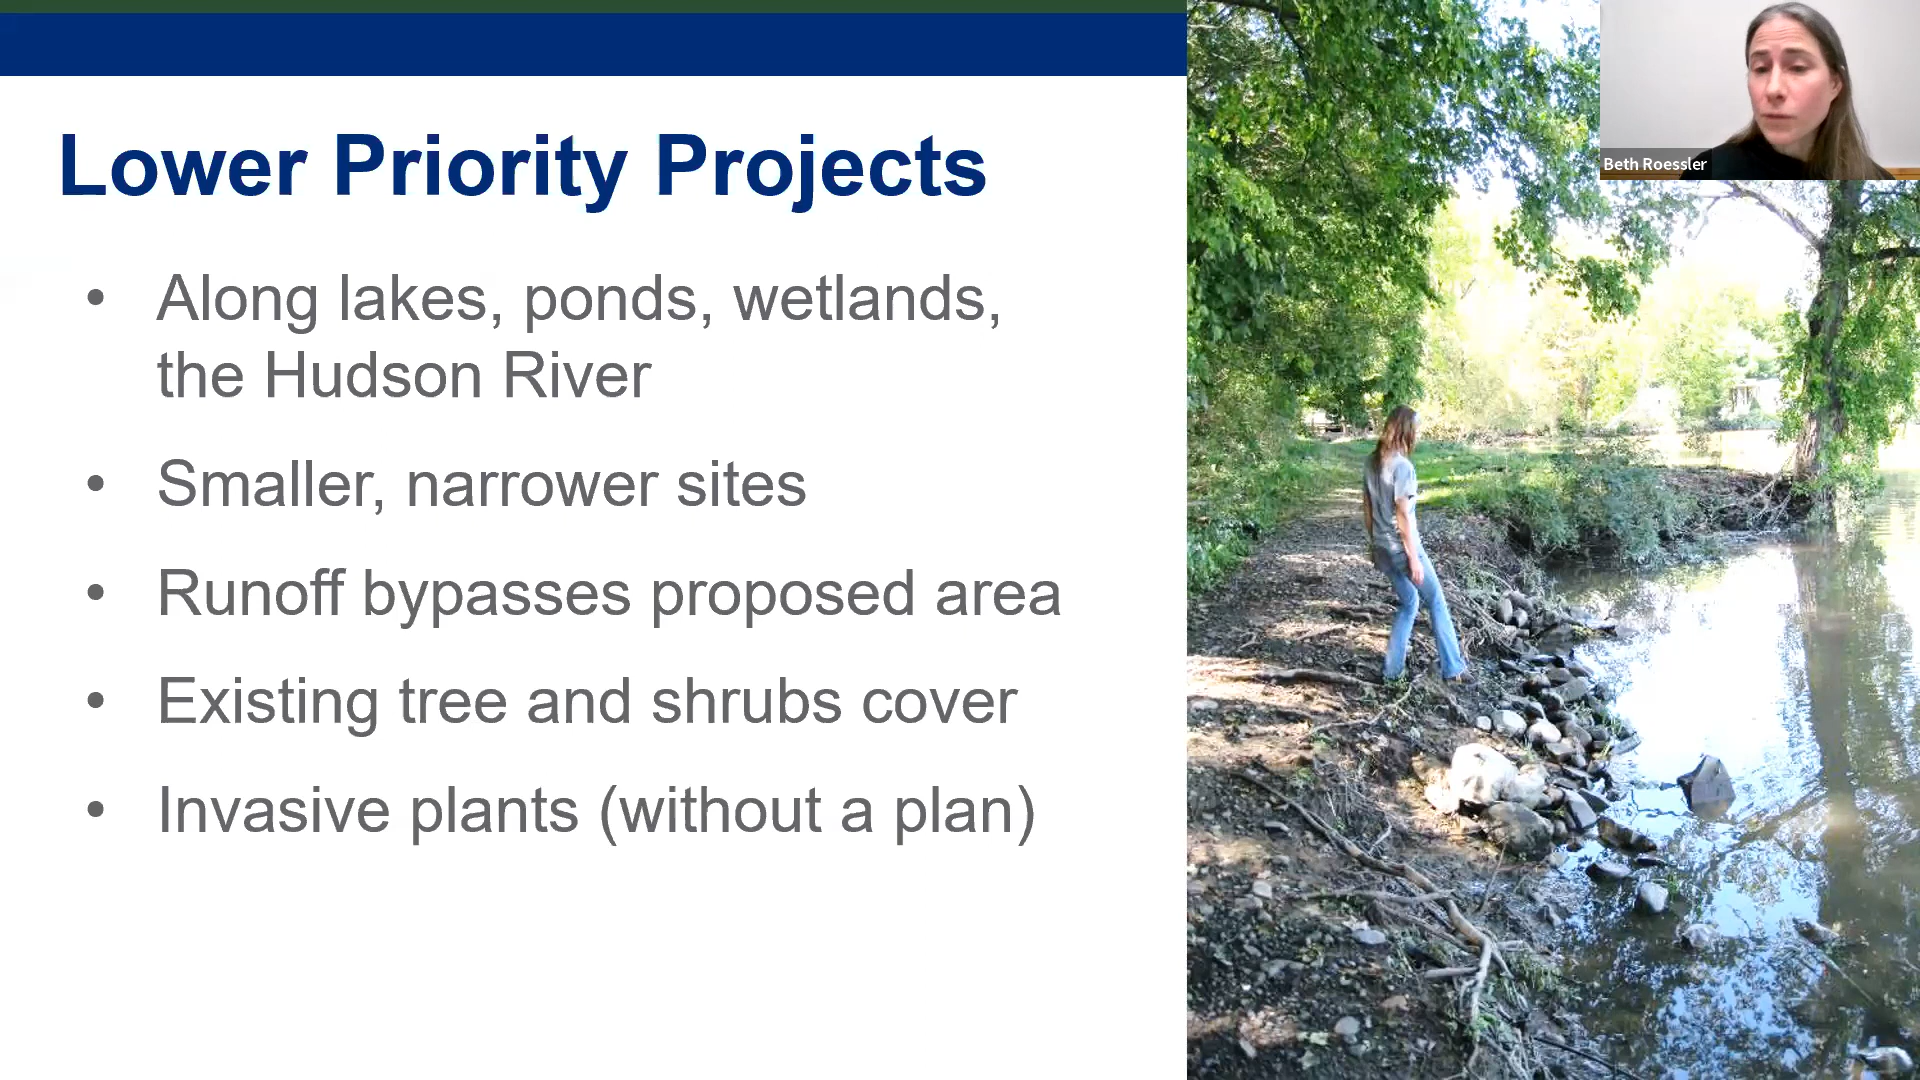 Lower Priority Projects
• Along lakes, ponds, wetlands,
the Hudson River
• Smaller, narrower sites
• Runoff bypasses proposed area
• Existing tree and shrubs cover
• Invasive plants (without a plan)
Beth Roessler